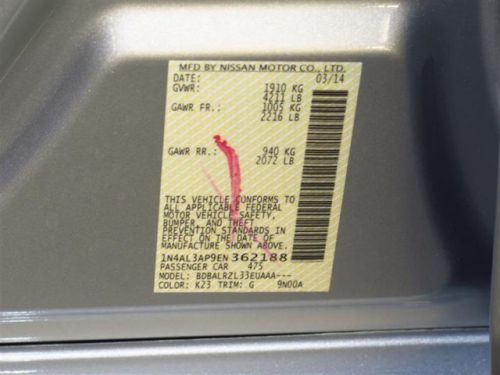 MFD BY NISSAN MOTOR CO., LTD.
DATE: 03/14
GVWR: 1910 KG
4211 LB
GAWR FR.: 1005 KG
2216 LB
GAWR RR.: 940 KG
2072 LB
THIS VEHICLE CONFORMS TO
ALL APPLICABLE FEDERAL
MOTOR VEHICLE SAFETY,
BUMPER, AND THEFT
PREVENTION STANDARDS IN
EFFECT ON THE DATE OF
MANUFACTURE SHOWN ABOVE.
1N4AL3AP9EN362188
PASSENGER CAR 475
MODEL: BDBALRZL33EUAAA---
COLOR: K23 TRIM: G 9N00A